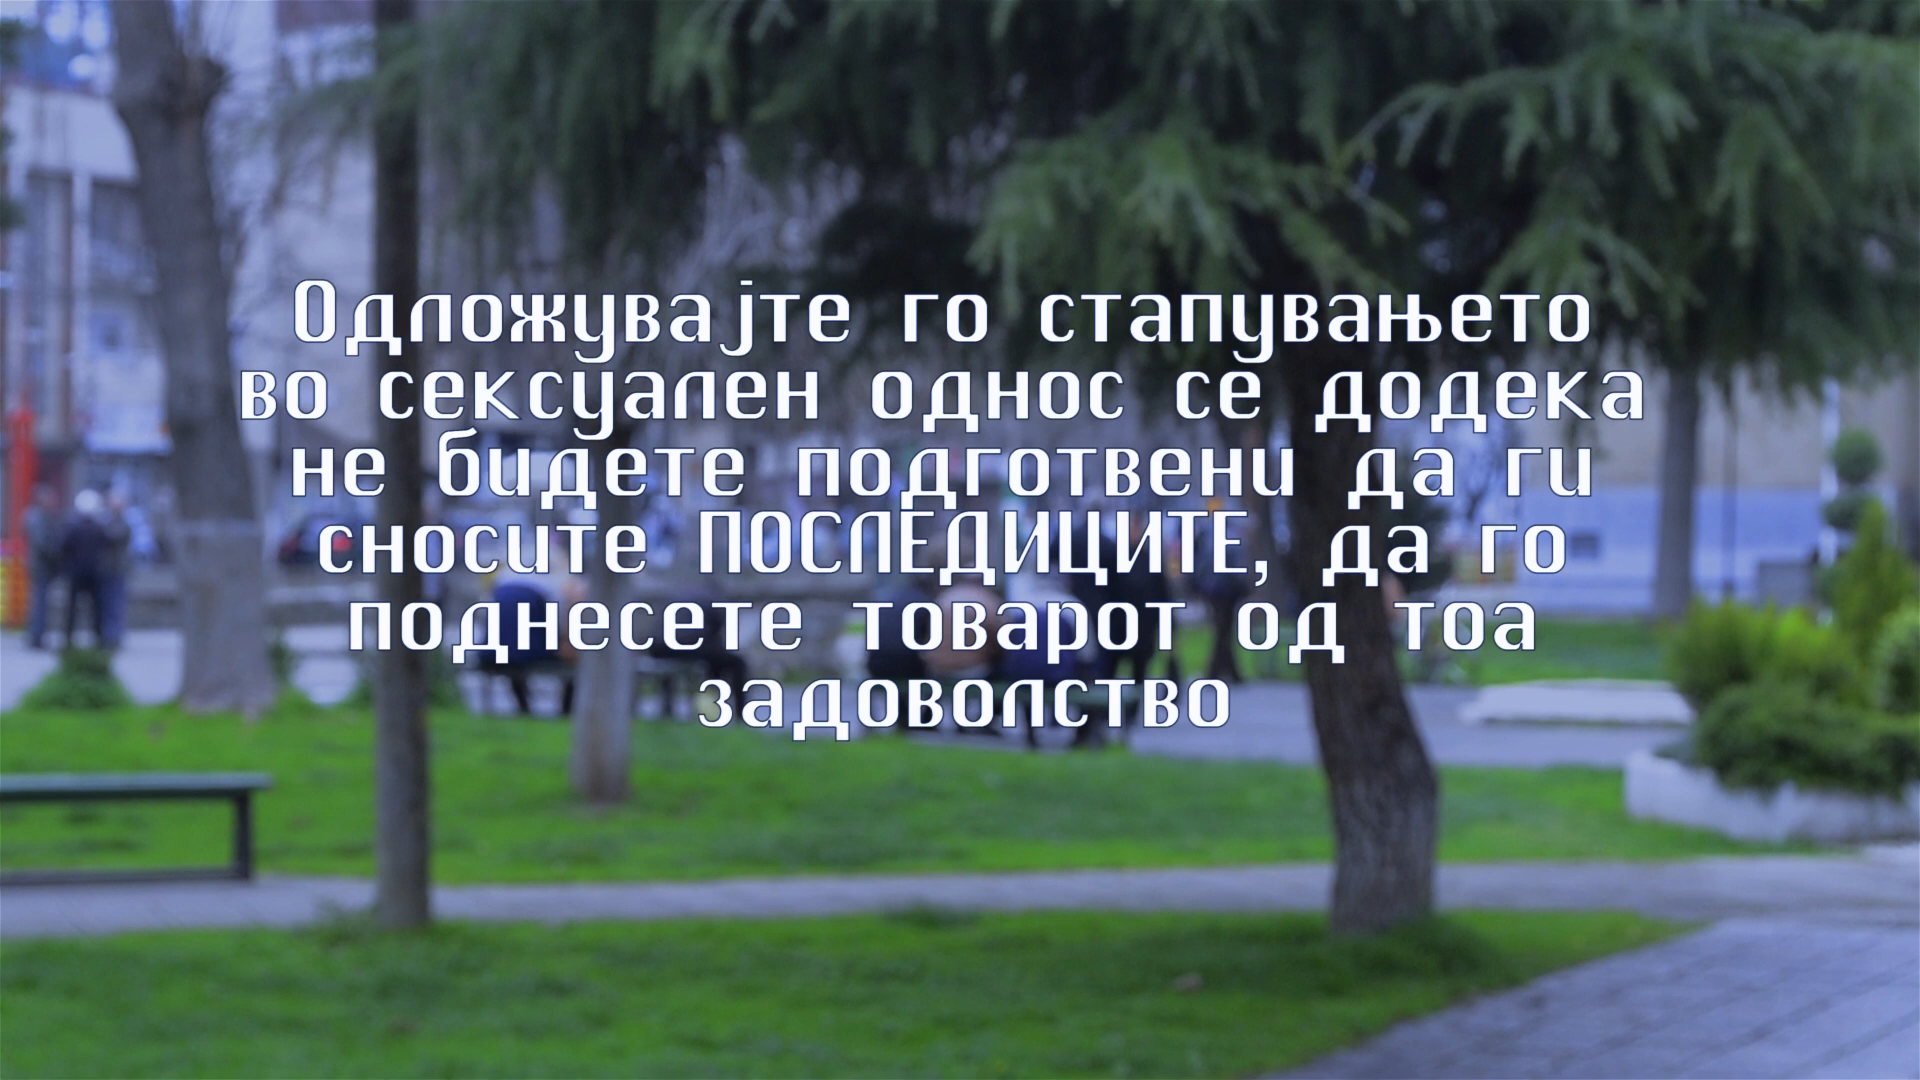 Одложувајте го стапувањето
во сексуален однос се додека
не бидете подготвени да ги
сносите ПОСЛЕДИЦИТЕ, да го
поднесете товарот од тоа
задоволство